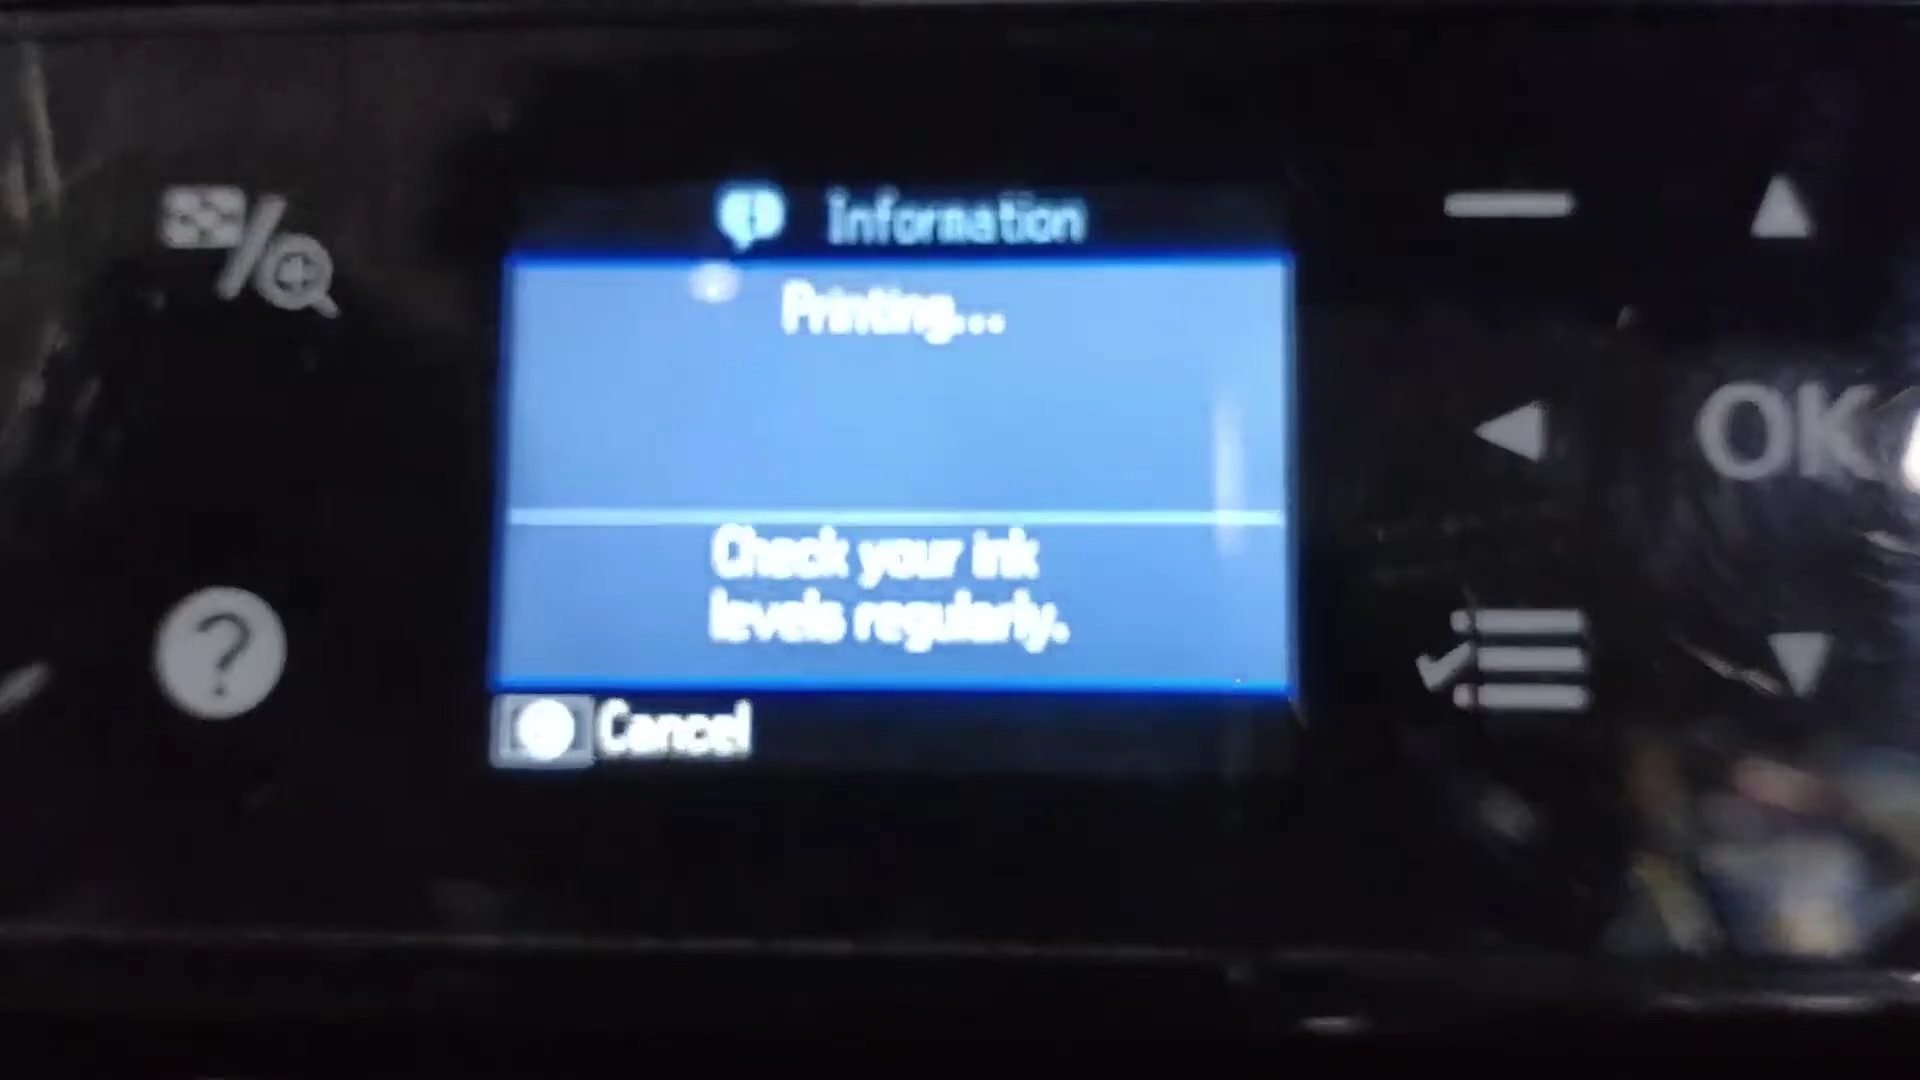 Information
Printing...
OK
Check your ink
levels regularly.
?
Cancel